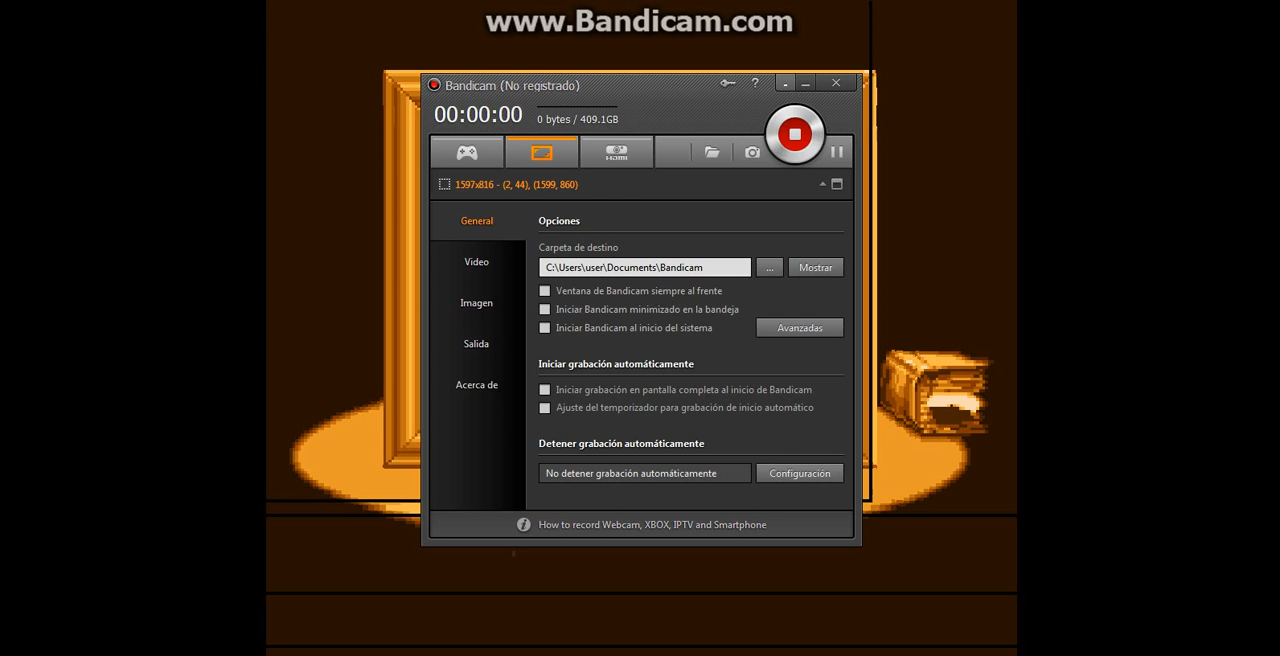 www.Bandicam.com
Bandicam (No registrado)
?
00:00:00
0 bytes / 409.1GB
HDMI
1597x816 - (2, 44), (1599, 860)
General
Video
Imagen
Salida
Acerca de
Opciones
Carpeta de destino
C:\Users\user\Documents\Bandicam
...
Mostrar
Ventana de Bandicam siempre al frente
Iniciar Bandicam minimizado en la bandeja
Iniciar Bandicam al inicio del sistema
Avanzadas
Iniciar grabación automáticamente
Iniciar grabación en pantalla completa al inicio de Bandicam
Ajuste del temporizador para grabación de inicio automático
Detener grabación automáticamente
No detener grabación automáticamente
Configuración
How to record Webcam, XBOX, IPTV and Smartphone